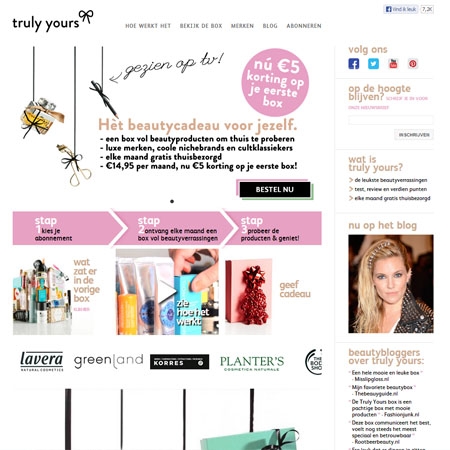 truly yours
HOE WERKT HET
BEKIJK DE BOX
MERKEN
BLOG
ABONNEREN
Vind ik leuk
7,2K
gezien op tv!
nú €5
korting op
je eerste
box
Hét beautycadeau voor jezelf.
- een box vol beautyproducten om thuis te proberen
- luxe merken, coole nichebrands en cultklassiekers
- elke maand gratis thuisbezorgd
- €14,95 per maand, nu €5 korting op je eerste box!
BESTEL NU
stap
1 kies je
abonnement
stap
2 ontvang elke maand een
box vol beautyverrassingen
stap
3 probeer de
producten & geniet!
wat
zat er
in de
vorige
box
zie
hoe het
werkt
geef
cadeau
lavera
NATURAL COSMETICS
greenland
KORRES
PLANTER'S
COSMETICA NATURALE
THE
BODY
SHOP
volg ons
op de hoogte
blijven? SCHRIJF JE IN VOOR
ONZE NIEUWSBRIEF
INSCHRIJVEN
wat is
truly yours?
de leukste beautyverrassingen
test, review en verdien punten
elke maand gratis thuisbezorgd
nu op het blog
beautybloggers
over truly yours:
" Een hele mooie en leuke box "
- Misslipgloss.nl
" Mijn favoriete beautybox "
- Thebeautyguide.nl
" De Truly Yours box is een
prachtige box met mooie
producten " - Fashionjunk.nl
" Deze box communiceert het best,
voelt nog steeds het meest speciaal
en betrouwbaar "
- Rootbeerbeauty.nl